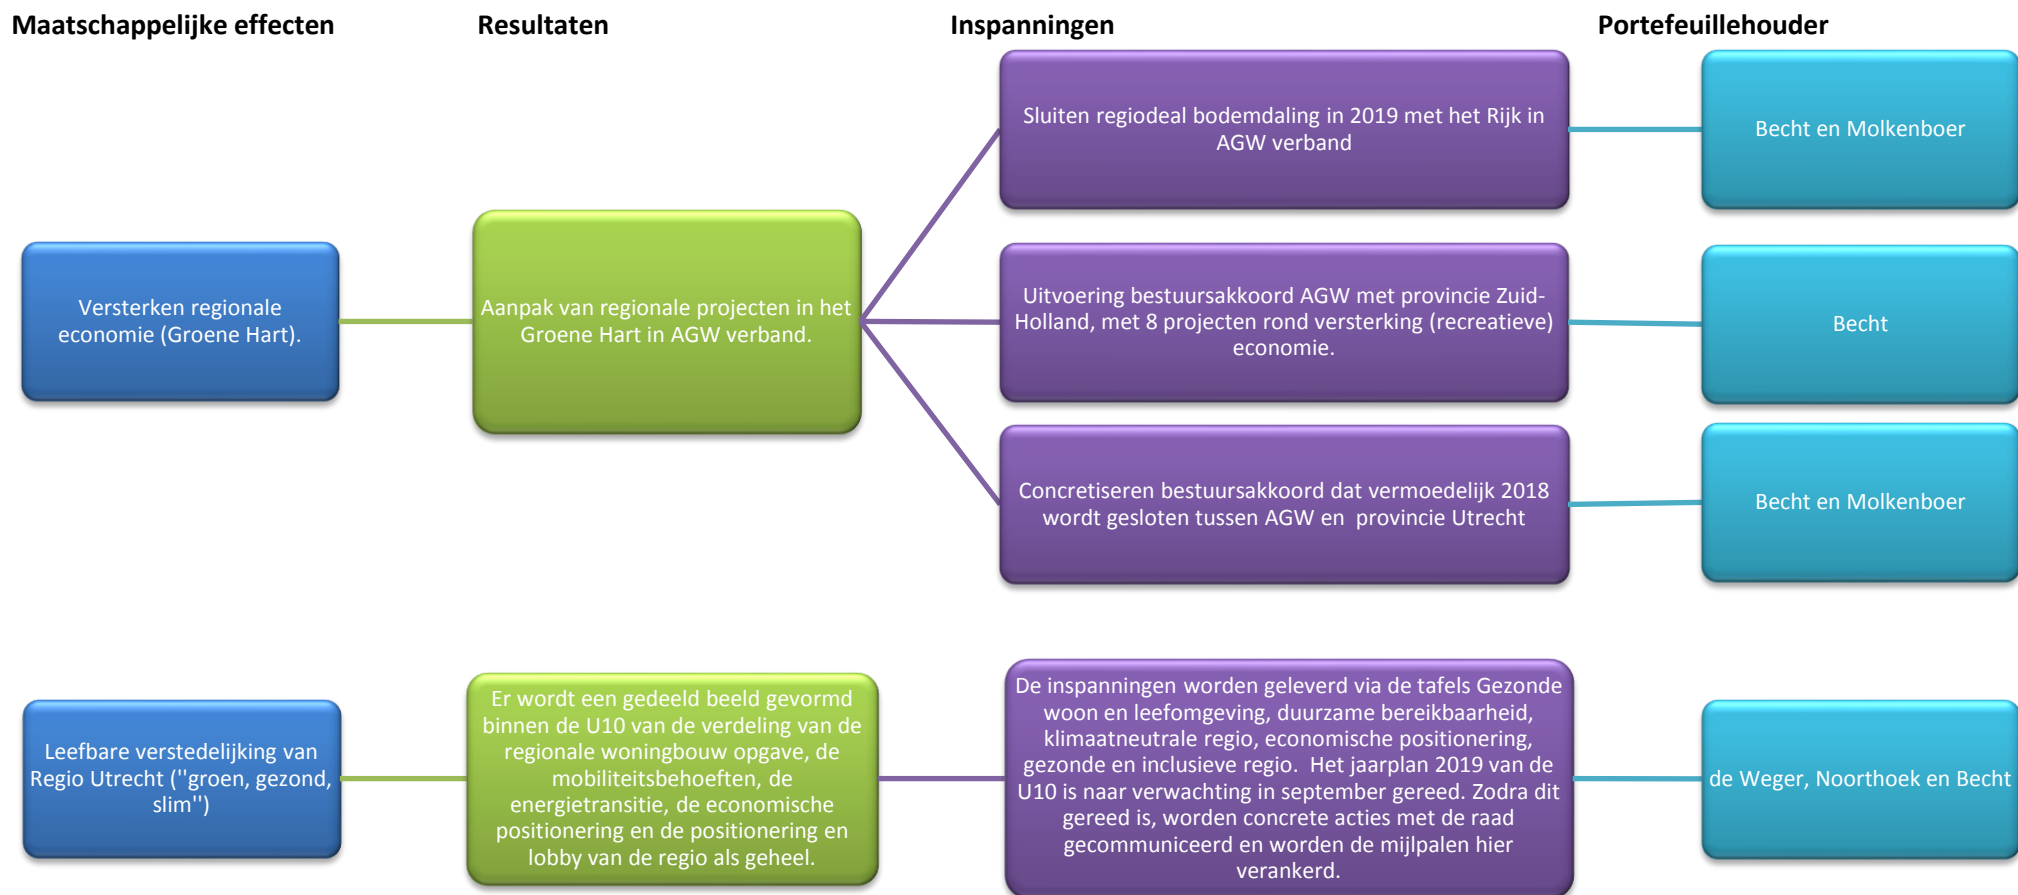 Maatschappelijke effecten
Resultaten
Inspanningen
Portefeuillehouder
Versterken regionale
economie (Groene Hart).
Aanpak van regionale projecten in het
Groene Hart in AGW verband.
Sluiten regiodeal bodemdaling in 2019 met het Rijk in
AGW verband
Becht en Molkenboer
Uitvoering bestuursakkoord AGW met provincie Zuid-
Holland, met 8 projecten rond versterking (recreatieve)
economie.
Becht
Concretiseren bestuursakkoord dat vermoedelijk 2018
wordt gesloten tussen AGW en  provincie Utrecht
Becht en Molkenboer
Leefbare verstedelijking van
Regio Utrecht (''groen, gezond,
slim'')
Er wordt een gedeeld beeld gevormd
binnen de U10 van de verdeling van de
regionale woningbouw opgave, de
mobiliteitsbehoeften, de
energietransitie, de economische
positionering en de positionering en
lobby van de regio als geheel.
De inspanningen worden geleverd via de tafels Gezonde
woon en leefomgeving, duurzame bereikbaarheid,
klimaatneutrale regio, economische positionering,
gezonde en inclusieve regio.  Het jaarplan 2019 van de
U10 is naar verwachting in september gereed. Zodra dit
gereed is, worden concrete acties met de raad
gecommuniceerd en worden de mijlpalen hier
verankerd.
de Weger, Noorthoek en Becht